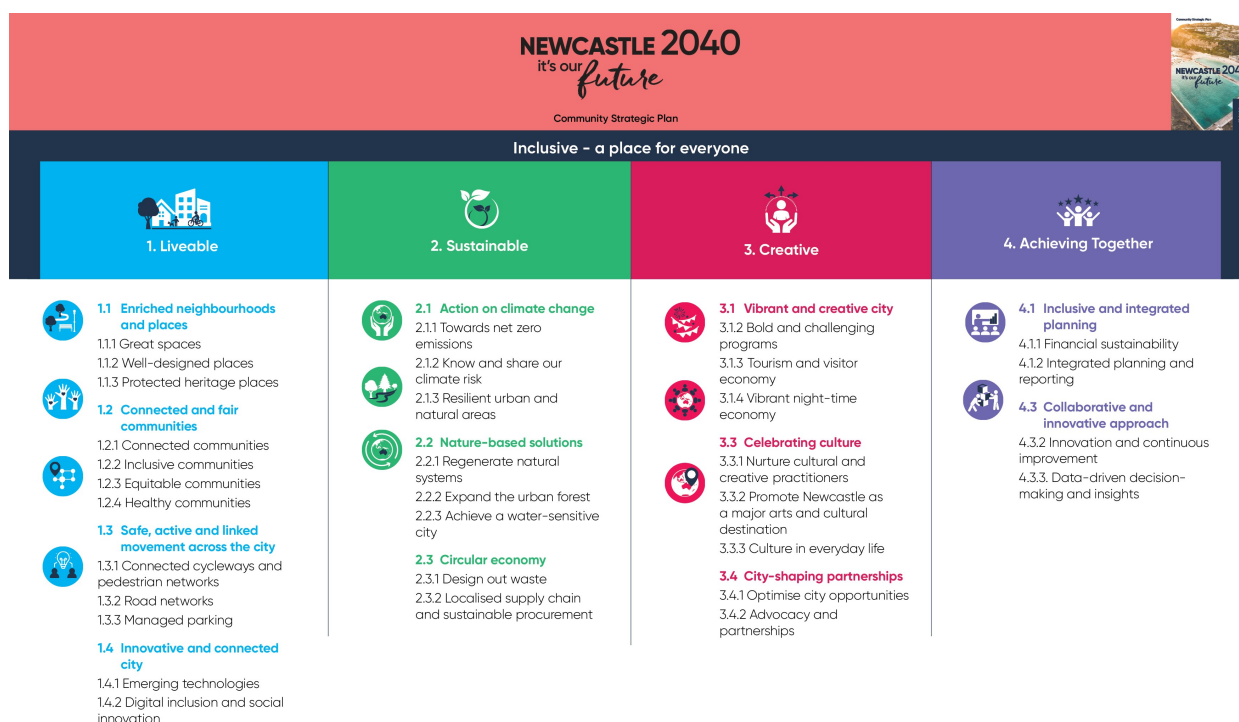 NEWCASTLE 2040
it's our future
Community Strategic Plan
Community Strategic Plan
NEWCASTLE 204
it's our future
Inclusive - a place for everyone
1. Liveable
1.1 Enriched neighbourhoods
and places
1.1.1 Great spaces
1.1.2 Well-designed places
1.1.3 Protected heritage places
1.2 Connected and fair
communities
1.2.1 Connected communities
1.2.2 Inclusive communities
1.2.3 Equitable communities
1.2.4 Healthy communities
1.3 Safe, active and linked
movement across the city
1.3.1 Connected cycleways and
pedestrian networks
1.3.2 Road networks
1.3.3 Managed parking
1.4 Innovative and connected
city
1.4.1 Emerging technologies
1.4.2 Digital inclusion and social
innovation
2. Sustainable
2.1 Action on climate change
2.1.1 Towards net zero
emissions
2.1.2 Know and share our
climate risk
2.1.3 Resilient urban and
natural areas
2.2 Nature-based solutions
2.2.1 Regenerate natural
systems
2.2.2 Expand the urban forest
2.2.3 Achieve a water-sensitive
city
2.3 Circular economy
2.3.1 Design out waste
2.3.2 Localised supply chain
and sustainable procurement
3. Creative
3.1 Vibrant and creative city
3.1.2 Bold and challenging
programs
3.1.3 Tourism and visitor
economy
3.1.4 Vibrant night-time
economy
3.3 Celebrating culture
3.3.1 Nurture cultural and
creative practitioners
3.3.2 Promote Newcastle as
a major arts and cultural
destination
3.3.3 Culture in everyday life
3.4 City-shaping partnerships
3.4.1 Optimise city opportunities
3.4.2 Advocacy and
partnerships
4. Achieving Together
4.1 Inclusive and integrated
planning
4.1.1 Financial sustainability
4.1.2 Integrated planning and
reporting
4.3 Collaborative and
innovative approach
4.3.2 Innovation and continuous
improvement
4.3.3. Data-driven decision-
making and insights